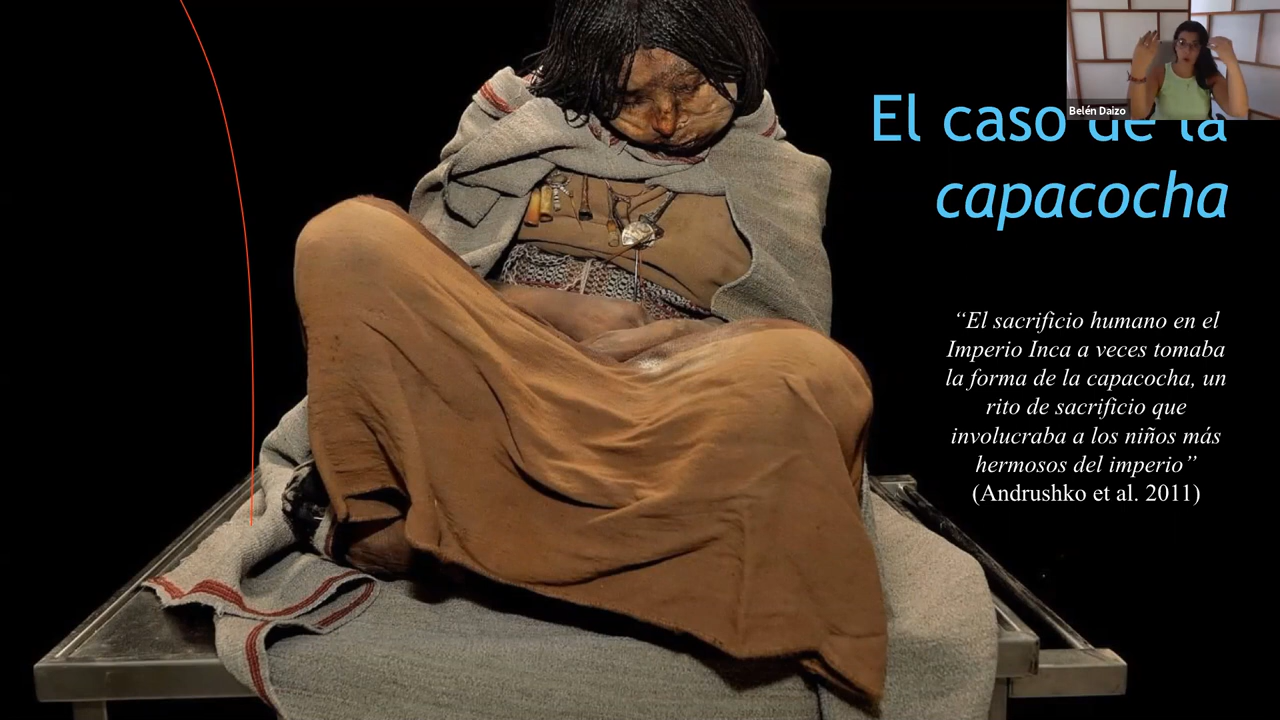 Belén Daizo
El caso de la
capacocha
“El sacrificio humano en el
Imperio Inca a veces tomaba
la forma de la capacocha, un
rito de sacrificio que
involucraba a los niños más
hermosos del imperio”
(Andrushko et al. 2011)